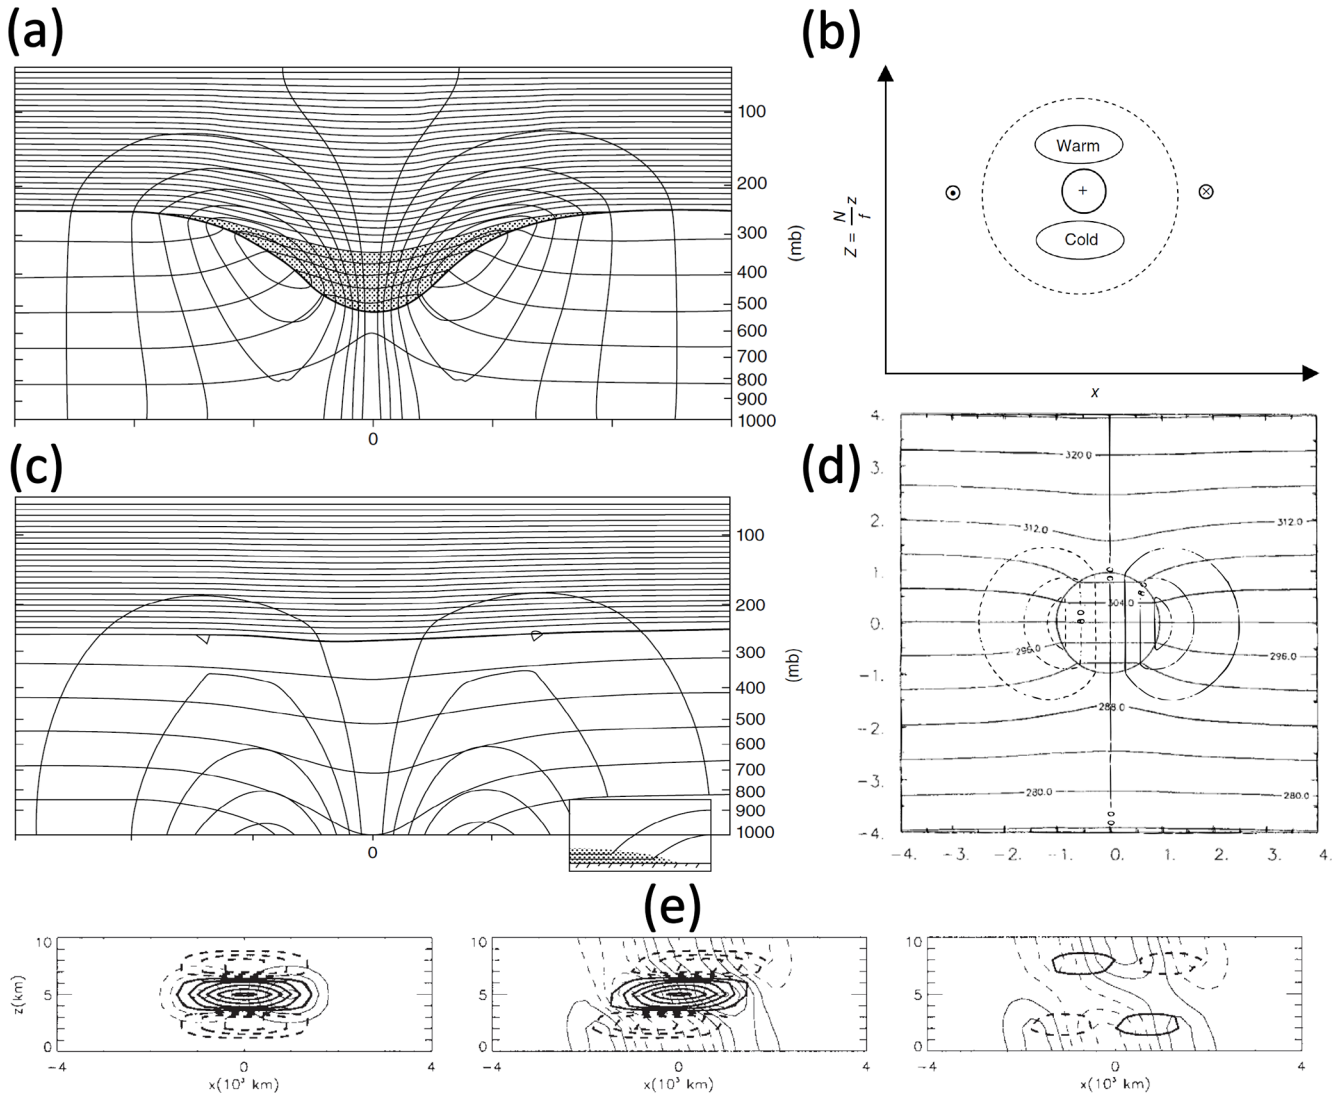 (a)
100
200
300
400
500
600
700
800
900
1000
(mb)
0
(b)
Warm
+
Cold
Z = N/f z
x
(c)
100
200
300
400
500
600
700
800
900
1000
(mb)
0
(d)
4.
3.
2.
1.
0.
-1.
-2.
-3.
-4.
320.0
312.0
312.0
304.0
296.0
296.0
288.0
280.0
280.0
-4. -3. -2. -1. 0. 1. 2. 3. 4.
(e)
10
5
0
z(km)
-4 0 4
x(10³ km)
10
5
0
-4 0 4
x(10³ km)
10
5
0
-4 0 4
x(10³ km)